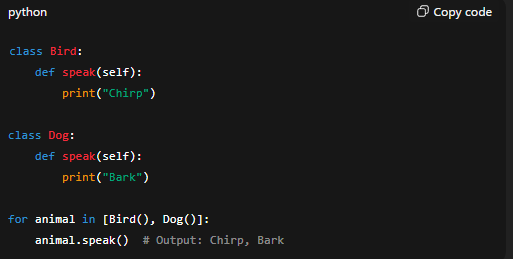 python Copy code
class Bird:
    def speak(self):
        print("Chirp")
class Dog:
    def speak(self):
        print("Bark")
for animal in [Bird(), Dog()]:
    animal.speak()  # Output: Chirp, Bark